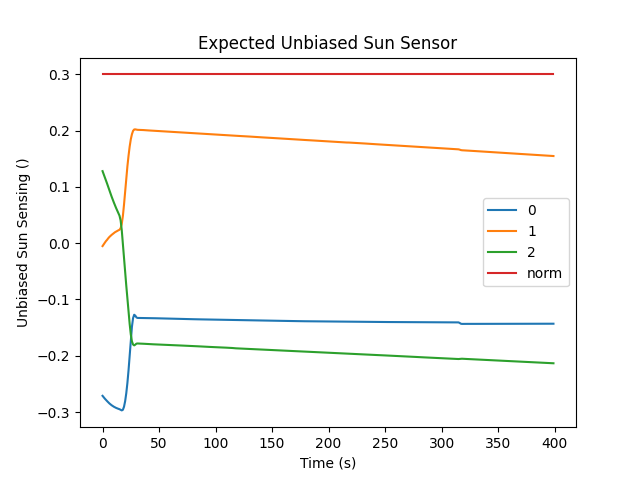 Expected Unbiased Sun Sensor
Unbiased Sun Sensing ()
0.3
0.2
0.1
0.0
−0.1
−0.2
−0.3
0
1
2
norm
0 50 100 150 200 250 300 350 400
Time (s)